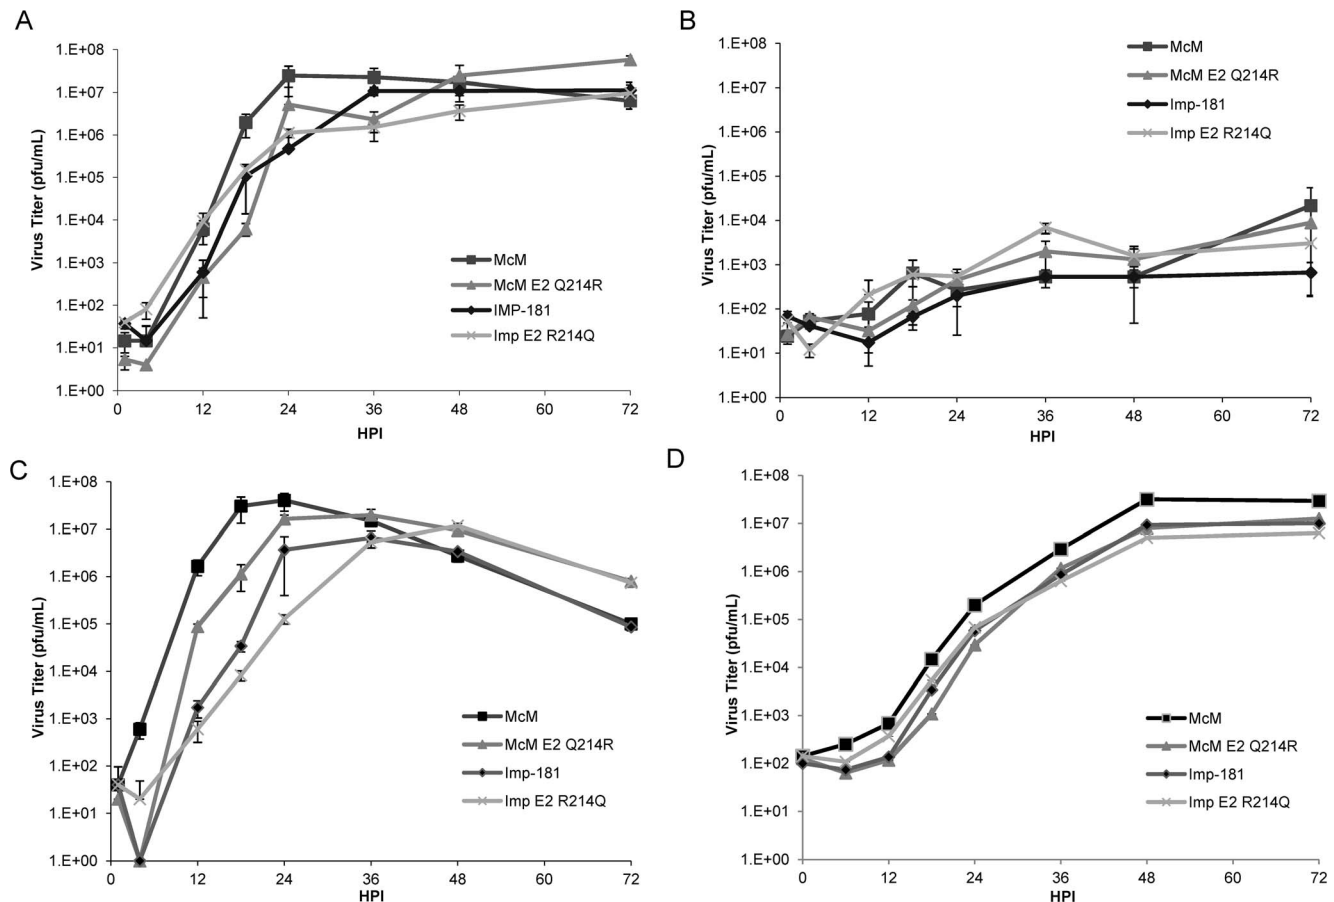 A
1.E+08
1.E+07
1.E+06
1.E+05
1.E+04
1.E+03
1.E+02
1.E+01
1.E+00
Virus Titer (pfu/mL)
McM
McM E2 Q214R
IMP-181
Imp E2 R214Q
0 12 24 36 48 60 72
HPI
B
1.E+08
1.E+07
1.E+06
1.E+05
1.E+04
1.E+03
1.E+02
1.E+01
1.E+00
Virus Titer (pfu/mL)
McM
McM E2 Q214R
Imp-181
Imp E2 R214Q
0 12 24 36 48 60 72
HPI
C
1.E+08
1.E+07
1.E+06
1.E+05
1.E+04
1.E+03
1.E+02
1.E+01
1.E+00
Virus Titer (pfu/mL)
McM
McM E2 Q214R
Imp-181
Imp E2 R214Q
0 12 24 36 48 60 72
HPI
D
1.E+08
1.E+07
1.E+06
1.E+05
1.E+04
1.E+03
1.E+02
1.E+01
1.E+00
Virus Titer (pfu/mL)
McM
McM E2 Q214R
Imp-181
Imp E2 R214Q
0 12 24 36 48 60 72
HPI